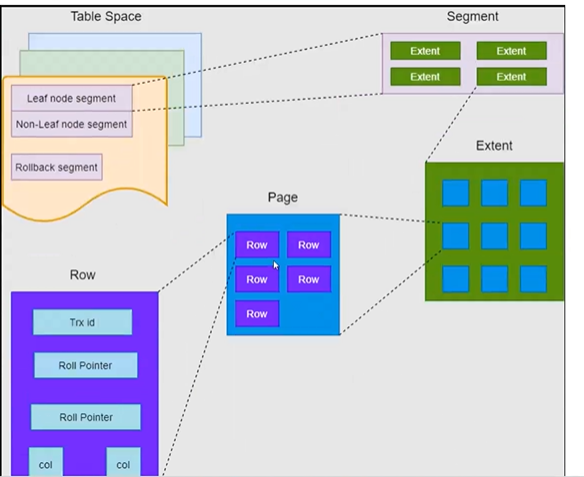 Table Space
Segment
Extent Extent
Extent Extent
Leaf node segment
Non-Leaf node segment
Rollback segment
Extent
Page
Row Row
Row Row
Row
Row
Trx id
Roll Pointer
Roll Pointer
col col